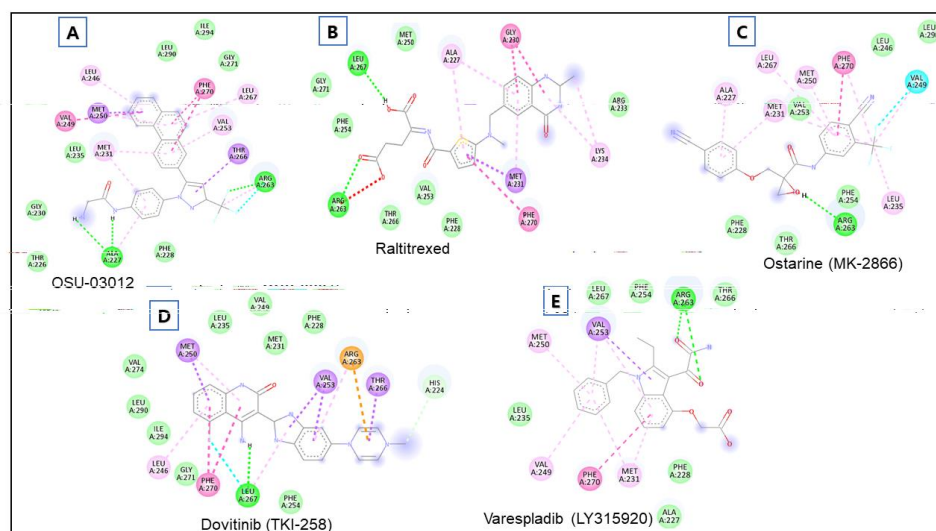 A
ILE
A:294
LEU
A:290
GLY
A:271
LEU
A:246
PHE
A:270
LEU
A:267
VAL
A:249
MET
A:250
VAL
A:253
LEU
A:235
MET
A:231
THR
A:266
ARG
A:263
GLY
A:230
H
H
THR
A:226
ALA
A:227
PHE
A:228
OSU-03012
B
MET
A:250
GLY
A:230
LEU
A:267
ALA
A:227
GLY
A:271
H
ARG
A:233
PHE
A:254
LYS
A:234
MET
A:231
ARG
A:263
VAL
A:253
THR
A:266
PHE
A:228
PHE
A:270
Raltitrexed
C
LEU
A:246
LEU
A:267
MET
A:250
PHE
A:270
VAL
A:249
ALA
A:227
MET
A:231
VAL
A:253
LEU
A:235
PHE
A:254
H
PHE
A:228
THR
A:266
ARG
A:263
Ostarine (MK-2866)
D
VAL
A:249
LEU
A:235
PHE
A:228
MET
A:250
MET
A:231
ARG
A:263
VAL
A:274
VAL
A:253
THR
A:266
HIS
A:224
LEU
A:290
ILE
A:294
H
LEU
A:246
GLY
A:271
PHE
A:270
LEU
A:267
PHE
A:254
Dovitinib (TKI-258)
E
LEU
A:267
PHE
A:254
ARG
A:263
THR
A:266
VAL
A:253
MET
A:250
LEU
A:235
VAL
A:249
PHE
A:270
MET
A:231
PHE
A:228
ALA
A:227
Varespladib (LY315920)